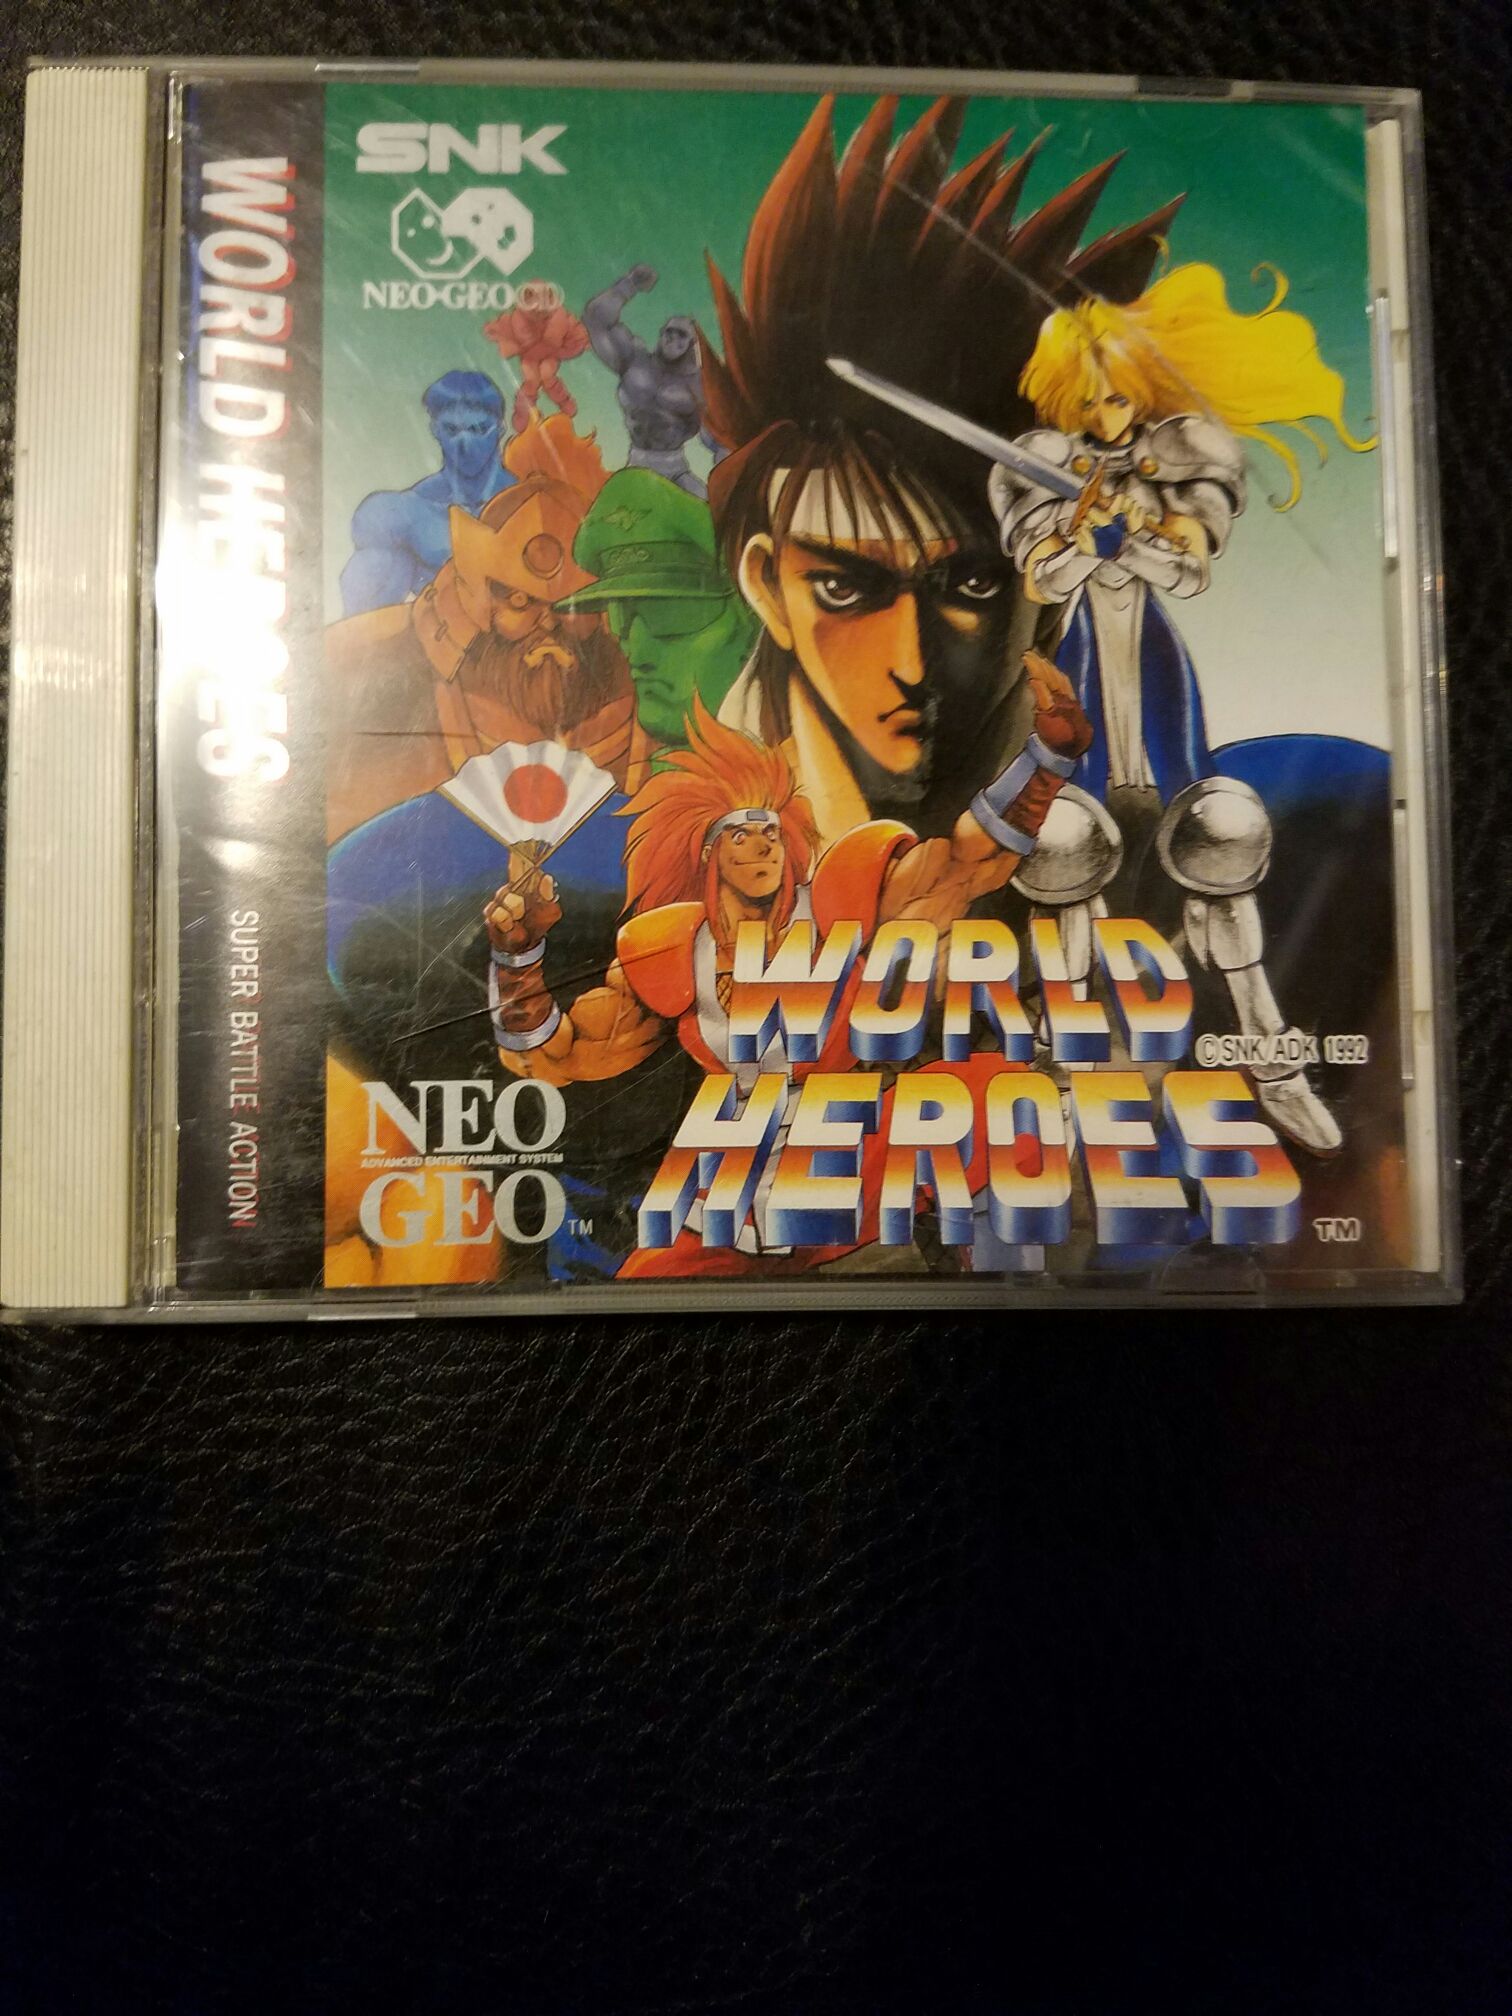 WORLD HEROES
SUPER BATTLE ACTION
SNK
NEO·GEO CD
WORLD
HEROES
©SNK/ADK 1992
TM
NEO
ADVANCED ENTERTAINMENT SYSTEM
GEO
TM